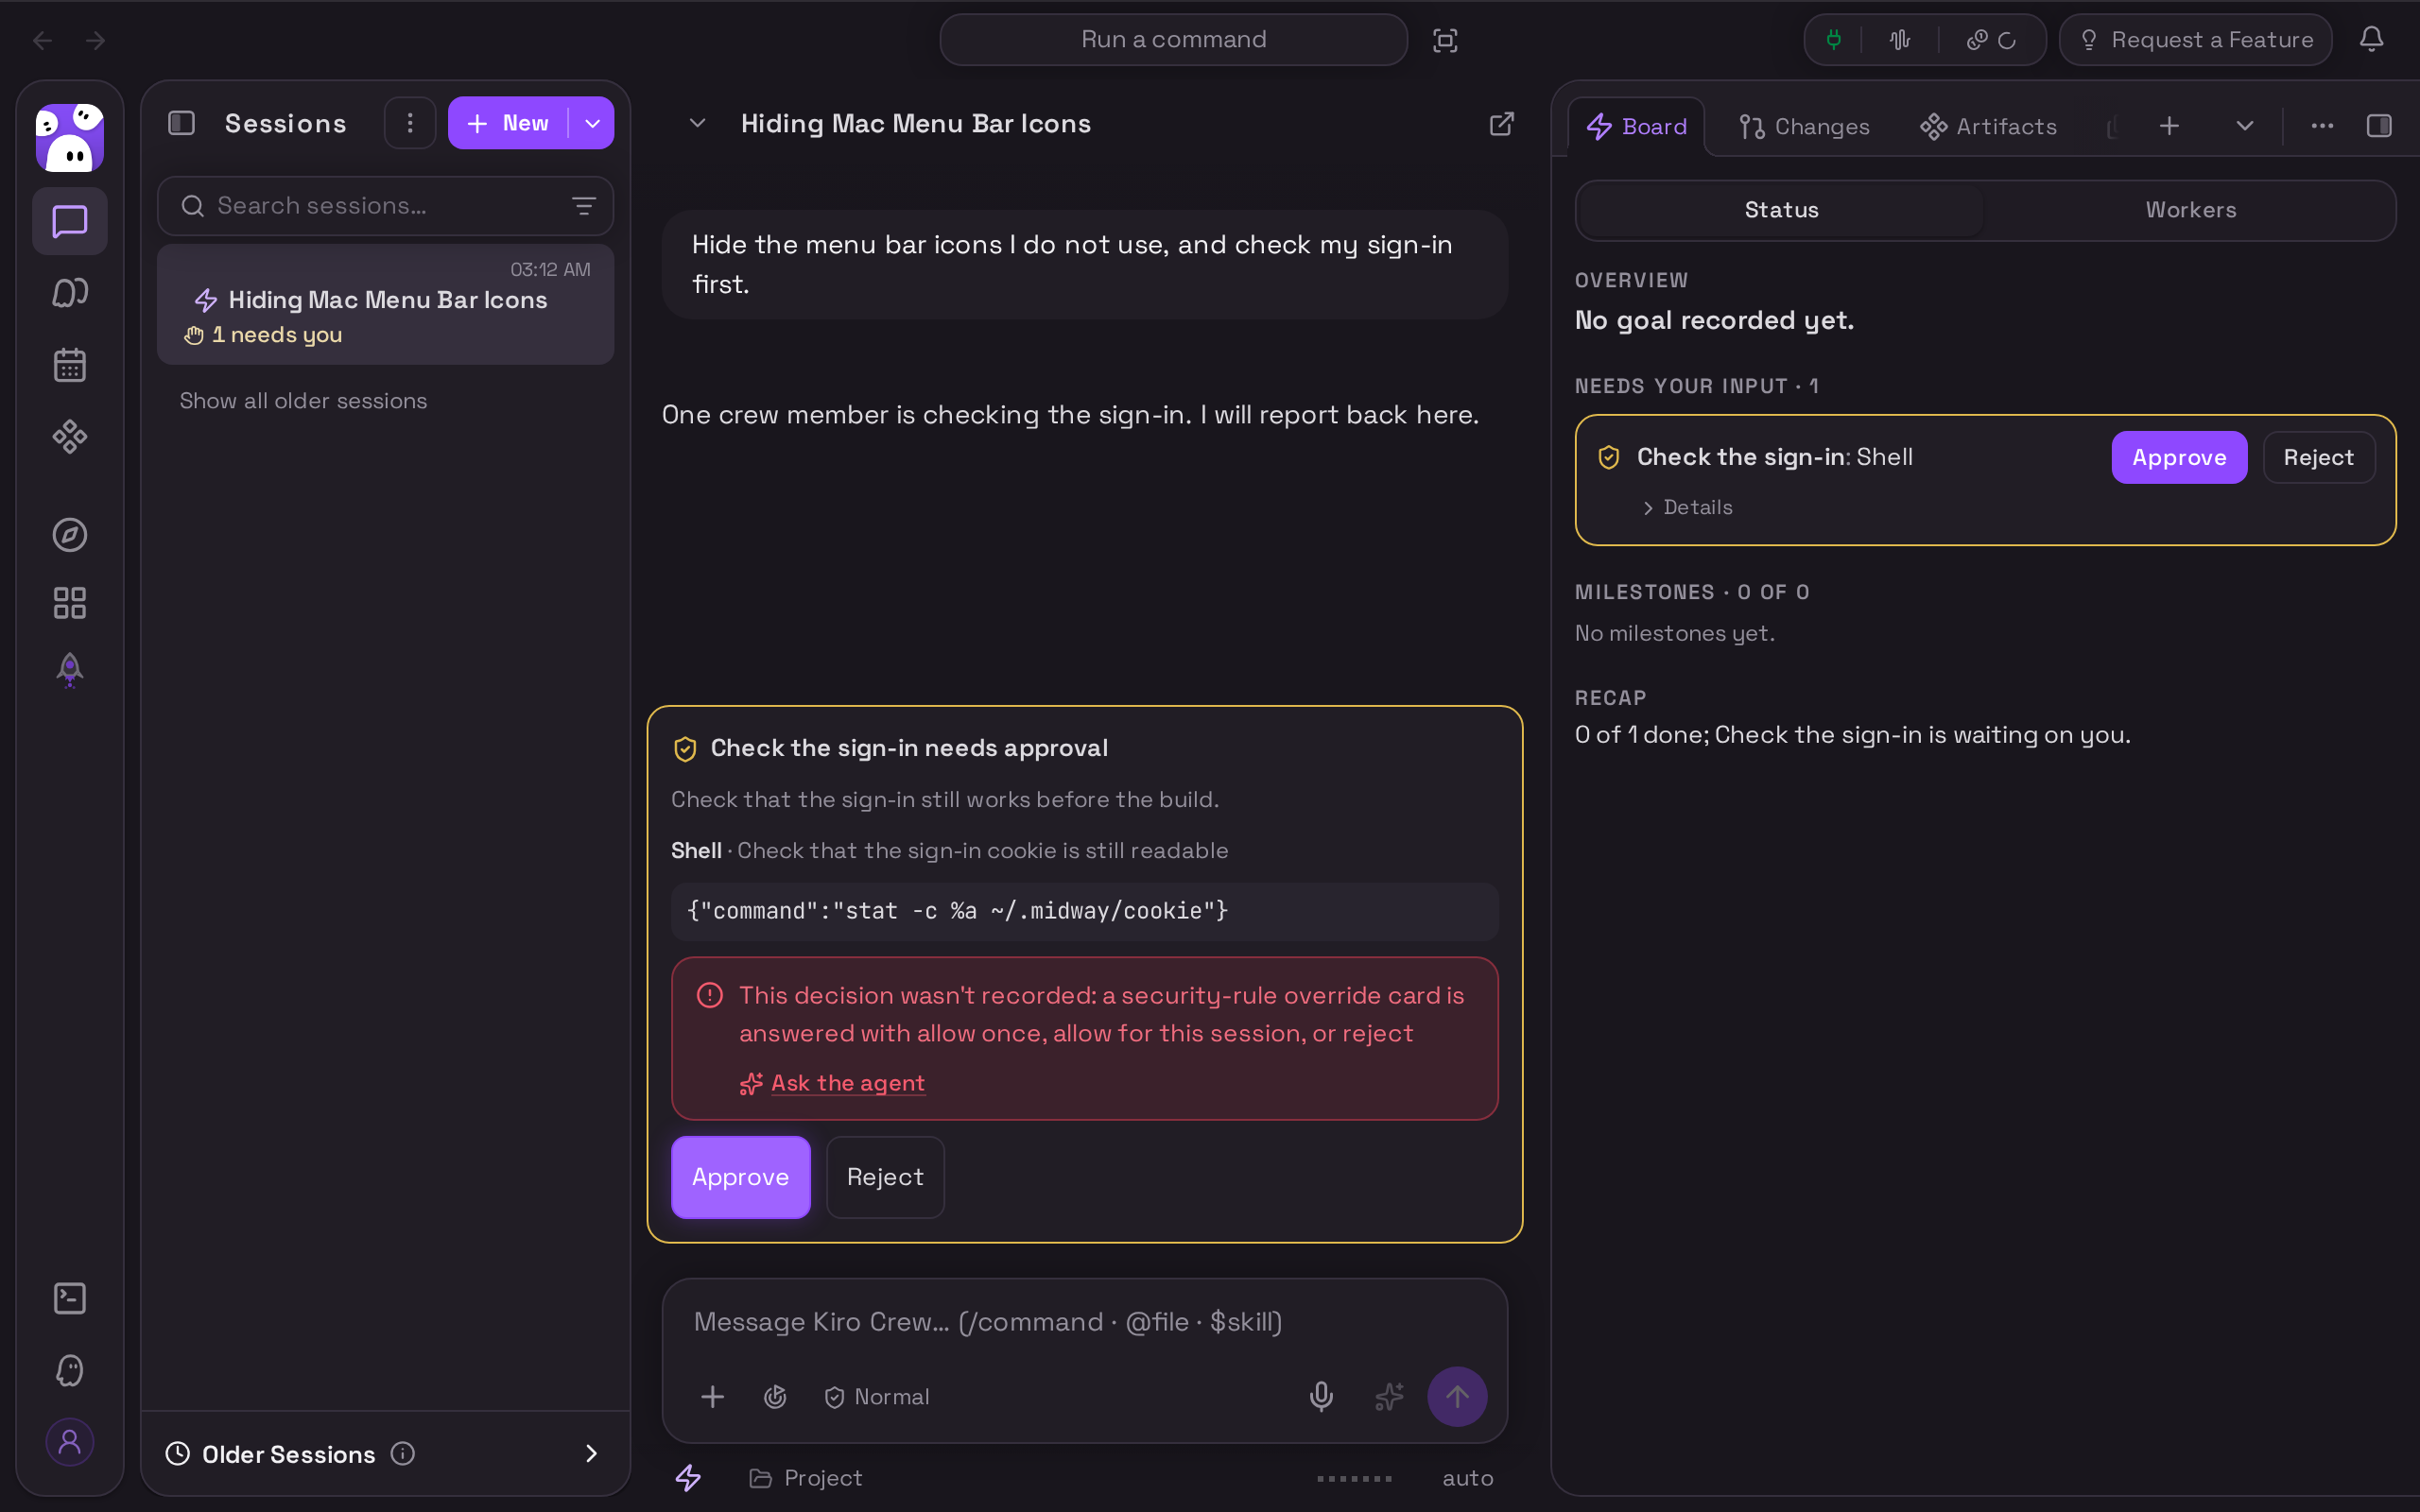 Run a command
Request a Feature
Sessions
New
Search sessions...
03:12 AM
Hiding Mac Menu Bar Icons
1 needs you
Show all older sessions
Older Sessions
Hiding Mac Menu Bar Icons
Hide the menu bar icons I do not use, and check my sign-in
first.
One crew member is checking the sign-in. I will report back here.
Check the sign-in needs approval
Check that the sign-in still works before the build.
Shell · Check that the sign-in cookie is still readable
{"command":"stat -c %a ~/.midway/cookie"}
This decision wasn't recorded: a security-rule override card is
answered with allow once, allow for this session, or reject
Ask the agent
Approve
Reject
Message Kiro Crew... (/command · @file · $skill)
Normal
Project
auto
Board
Changes
Artifacts
Status
Workers
OVERVIEW
No goal recorded yet.
NEEDS YOUR INPUT · 1
Check the sign-in: Shell
Approve
Reject
Details
MILESTONES · 0 OF 0
No milestones yet.
RECAP
0 of 1 done; Check the sign-in is waiting on you.